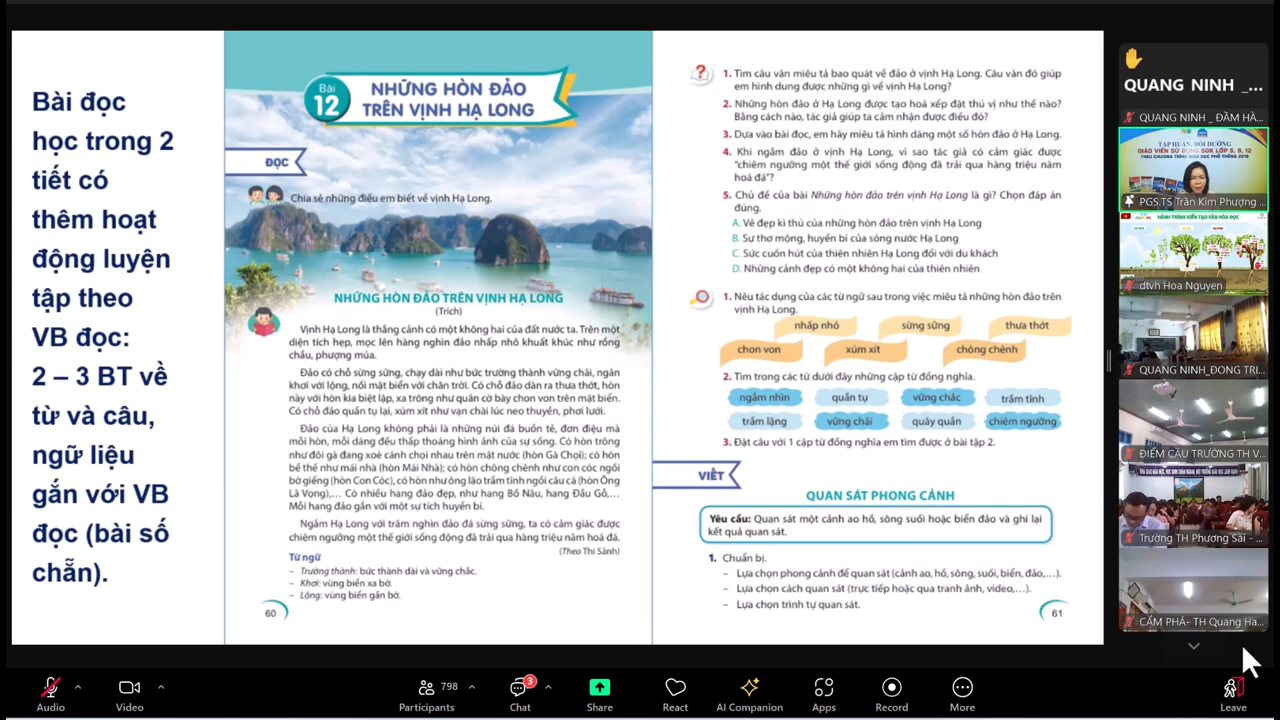 Bài đọc
học trong 2
tiết có
thêm hoạt
động luyện
tập theo
VB đọc:
2 – 3 BT về
từ và câu,
ngữ liệu
gắn với VB
đọc (bài số
chẵn).
Bài
12
NHỮNG HÒN ĐẢO
TRÊN VỊNH HẠ LONG
ĐỌC
Chia sẻ những điều em biết về vịnh Hạ Long.
NHỮNG HÒN ĐẢO TRÊN VỊNH HẠ LONG
(Trích)
Vịnh Hạ Long là thắng cảnh có một không hai của đất nước ta. Trên một
diện tích hẹp, mọc lên hàng nghìn đảo nhấp nhô khuất khúc như rồng
chầu, phượng múa.
Đảo có chỗ sừng sững, chạy dài như bức trường thành vững chãi, ngăn
khơi với lộng, nối mặt biển với chân trời. Có chỗ đảo dàn ra thưa thớt, hòn
này với hòn kia biệt lập, xa trông như quân cờ bày chon von trên mặt biển.
Có chỗ đảo quần tụ lại, xúm xít như vạn chài lúc neo thuyền, phơi lưới.
Đảo của Hạ Long không phải là những núi đá buồn tẻ, đơn điệu mà
mỗi hòn, mỗi dáng đều thấp thoáng hình ảnh của sự sống. Có hòn trông
như đôi gà đang xoè cánh chọi nhau trên mặt nước (hòn Gà Chọi); có hòn
bề thế như mái nhà (hòn Mái Nhà); có hòn chông chênh như con cóc ngồi
bờ giếng (hòn Con Cóc), có hòn như ông lão trầm tĩnh ngồi câu cá (hòn Ông
Lã Vọng),... Có nhiều hang đảo đẹp, như hang Bồ Nâu, hang Đầu Gỗ,...
Mỗi hang đảo gắn với một sự tích huyền bí.
Ngắm Hạ Long với trăm nghìn đảo đá sừng sững, ta có cảm giác được
chiêm ngưỡng một thế giới sống động đã trải qua hàng triệu năm hoá đá.
(Theo Thi Sảnh)
Từ ngữ
– Trường thành: bức thành dài và vững chắc.
– Khơi: vùng biển xa bờ.
– Lộng: vùng biển gần bờ.
60
1. Tìm câu văn miêu tả bao quát về đảo ở vịnh Hạ Long. Câu văn đó giúp
em hình dung được những gì về vịnh Hạ Long?
2. Những hòn đảo ở Hạ Long được tạo hoá xếp đặt thú vị như thế nào?
Bằng cách nào, tác giả giúp ta cảm nhận được điều đó?
3. Dựa vào bài đọc, em hãy miêu tả hình dáng một số hòn đảo ở Hạ Long.
4. Khi ngắm đảo ở vịnh Hạ Long, vì sao tác giả có cảm giác được
"chiêm ngưỡng một thế giới sống động đã trải qua hàng triệu năm
hoá đá"?
5. Chủ đề của bài Những hòn đảo trên vịnh Hạ Long là gì? Chọn đáp án
đúng.
A. Vẻ đẹp kì thú của những hòn đảo trên vịnh Hạ Long
B. Sự thơ mộng, huyền bí của sóng nước Hạ Long
C. Sức cuốn hút của thiên nhiên Hạ Long đối với du khách
D. Những cảnh đẹp có một không hai của thiên nhiên
1. Nêu tác dụng của các từ ngữ sau trong việc miêu tả những hòn đảo trên
vịnh Hạ Long.
nhấp nhô sừng sững thưa thớt
chon von xúm xít chông chênh
2. Tìm trong các từ dưới đây những cặp từ đồng nghĩa.
ngắm nhìn quần tụ vững chắc trầm tĩnh
trầm lặng vững chãi quây quần chiêm ngưỡng
3. Đặt câu với 1 cặp từ đồng nghĩa em tìm được ở bài tập 2.
VIẾT
QUAN SÁT PHONG CẢNH
Yêu cầu: Quan sát một cảnh ao hồ, sông suối hoặc biển đảo và ghi lại
kết quả quan sát.
1. Chuẩn bị.
– Lựa chọn phong cảnh để quan sát (cảnh ao, hồ, sông, suối, biển, đảo,...).
– Lựa chọn cách quan sát (trực tiếp hoặc qua tranh ảnh, video,...).
– Lựa chọn trình tự quan sát.
61
QUANG NINH _...
QUANG NINH _ ĐẦM HÀ...
TẬP HUẤN, BỒI DƯỠNG
GIÁO VIÊN SỬ DỤNG SGK LỚP 5, 9, 12
THEO CHƯƠNG TRÌNH GIÁO DỤC PHỔ THÔNG 2018
PGS.TS Trần Kim Phượng ...
HÀNH TRÌNH KIẾN TẠO VĂN HÓA ĐỌC
dtvh Hoa Nguyen
QUANG NINH_ĐONG TRI...
ĐIỂM CẦU TRƯỜNG TH V...
Trường TH Phương Sài - ...
CẨM PHẢ- TH Quang Ha...
Audio
Video
798
Participants
3
Chat
Share
React
AI Companion
Apps
Record
More
Leave